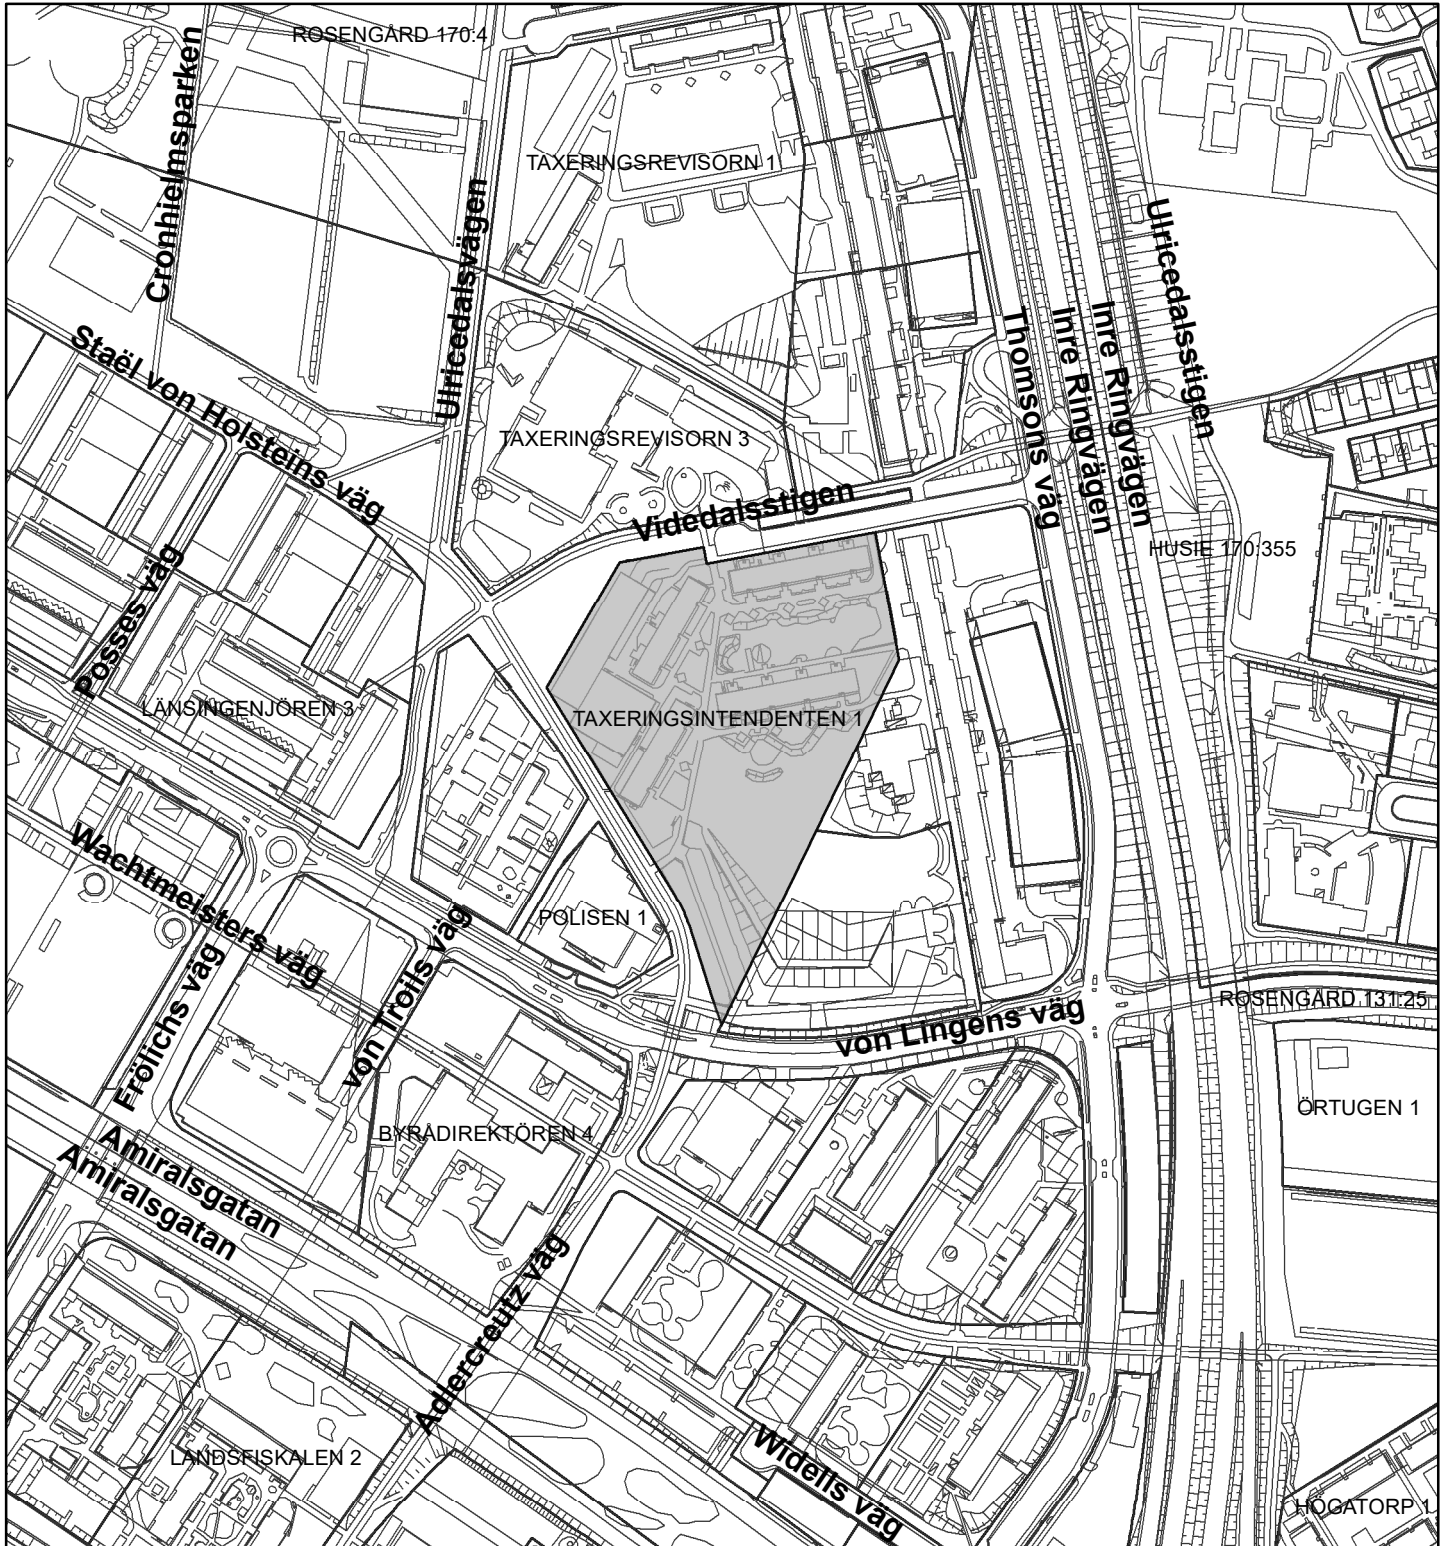 ROSENGÅRD 170:4
Cronhielmsparken
TAXERINGSREVISORN 1
Ulricedalsvägen
Ulricedalsstigen
Staël von Holsteins väg
Thomsons väg
Inre Ringvägen
Inre Ringvägen
TAXERINGSREVISORN 3
Videdalsstigen
HUSIE 170:355
Posses väg
LÄNSINGENJÖREN 3
TAXERINGSINTENDENTEN 1
Wachtmeisters väg
POLISEN 1
von Troils väg
Frölichs väg
ROSENGÅRD 131:25
von Lingens väg
BYRÅDIREKTÖREN 4
ÖRTUGEN 1
Amiralsgatan
Amiralsgatan
Adlercreutz väg
LANDSFISKALEN 2
Widells väg
HÖGATORP 1